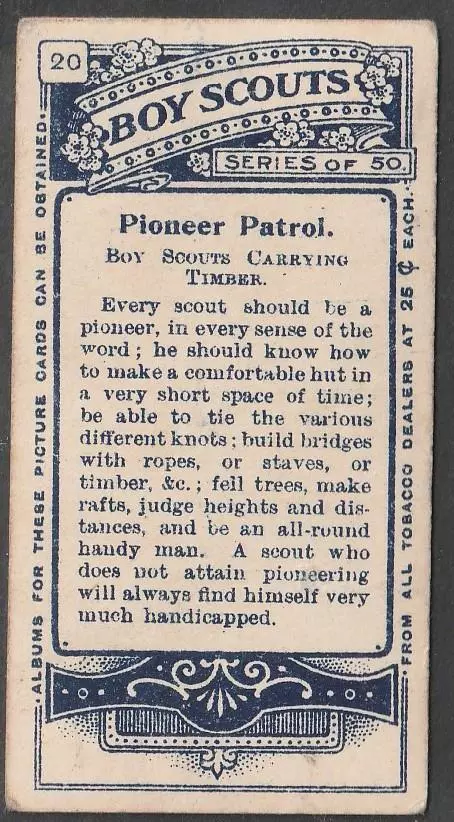 20
BOY SCOUTS
SERIES OF 50.
Pioneer Patrol.
BOY SCOUTS CARRYING
TIMBER.
Every scout should be a
pioneer, in every sense of the
word; he should know how
to make a comfortable hut in
a very short space of time;
be able to tie the various
different knots; build bridges
with ropes, or staves, or
timber, &c.; fell trees, make
rafts, judge heights and dis-
tances, and be an all-round
handy man. A scout who
does not attain pioneering
will always find himself very
much handicapped.
20
ALBUMS FOR THESE PICTURE CARDS CAN BE OBTAINED
FROM ALL TOBACCO DEALERS AT 25 ¢ EACH.